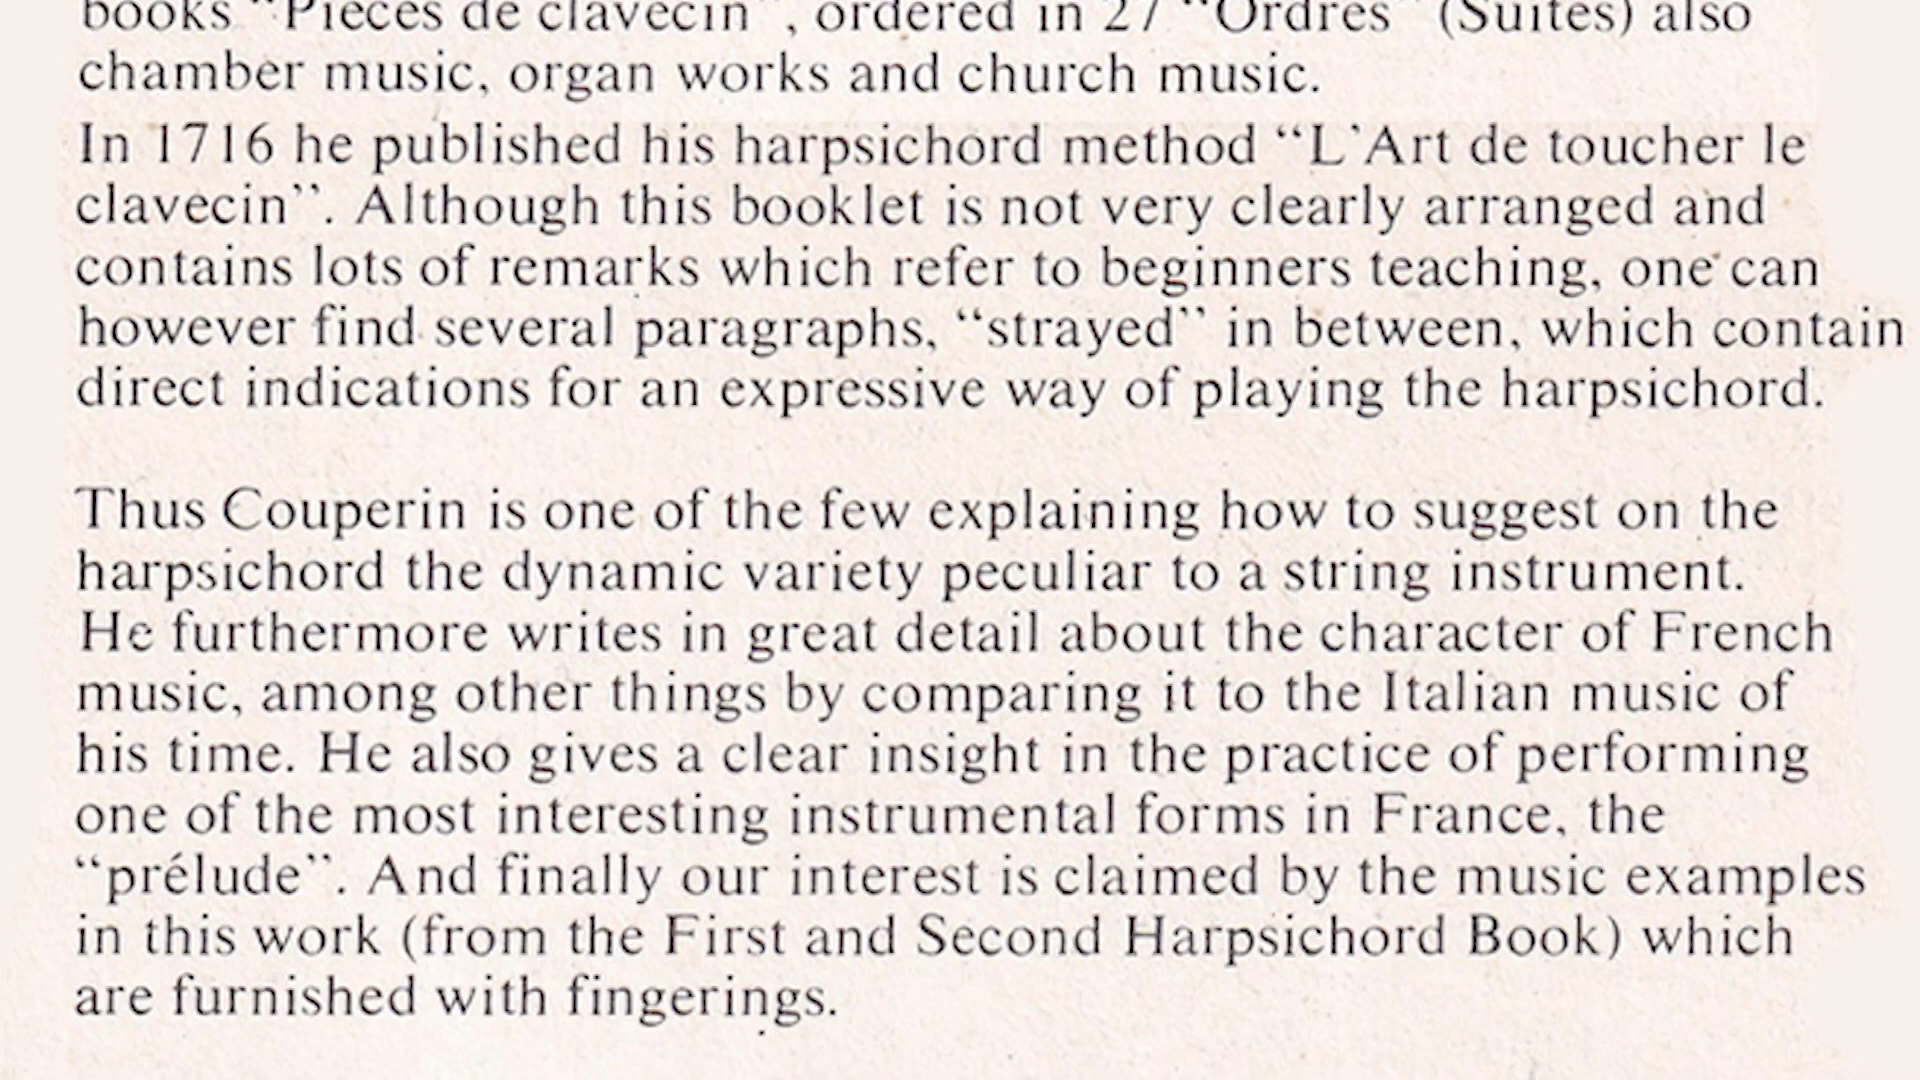 books “Pièces de clavecin”, ordered in 27 “Ordres” (Suites) also
chamber music, organ works and church music.
In 1716 he published his harpsichord method “L'Art de toucher le
clavecin”. Although this booklet is not very clearly arranged and
contains lots of remarks which refer to beginners teaching, one can
however find several paragraphs, “strayed” in between, which contain
direct indications for an expressive way of playing the harpsichord.
Thus Couperin is one of the few explaining how to suggest on the
harpsichord the dynamic variety peculiar to a string instrument.
He furthermore writes in great detail about the character of French
music, among other things by comparing it to the Italian music of
his time. He also gives a clear insight in the practice of performing
one of the most interesting instrumental forms in France, the
“prélude”. And finally our interest is claimed by the music examples
in this work (from the First and Second Harpsichord Book) which
are furnished with fingerings.